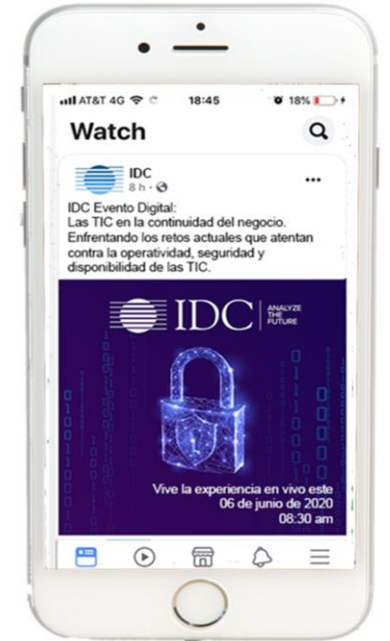 AT&T 4G 18:45 18%
Watch
IDC
8 h ·
IDC Evento Digital:
Las TIC en la continuidad del negocio.
Enfrentando los retos actuales que atentan
contra la operatividad, seguridad y
disponibilidad de las TIC.
IDC ANALYZE
THE
FUTURE
Vive la experiencia en vivo este
06 de junio de 2020
08:30 am